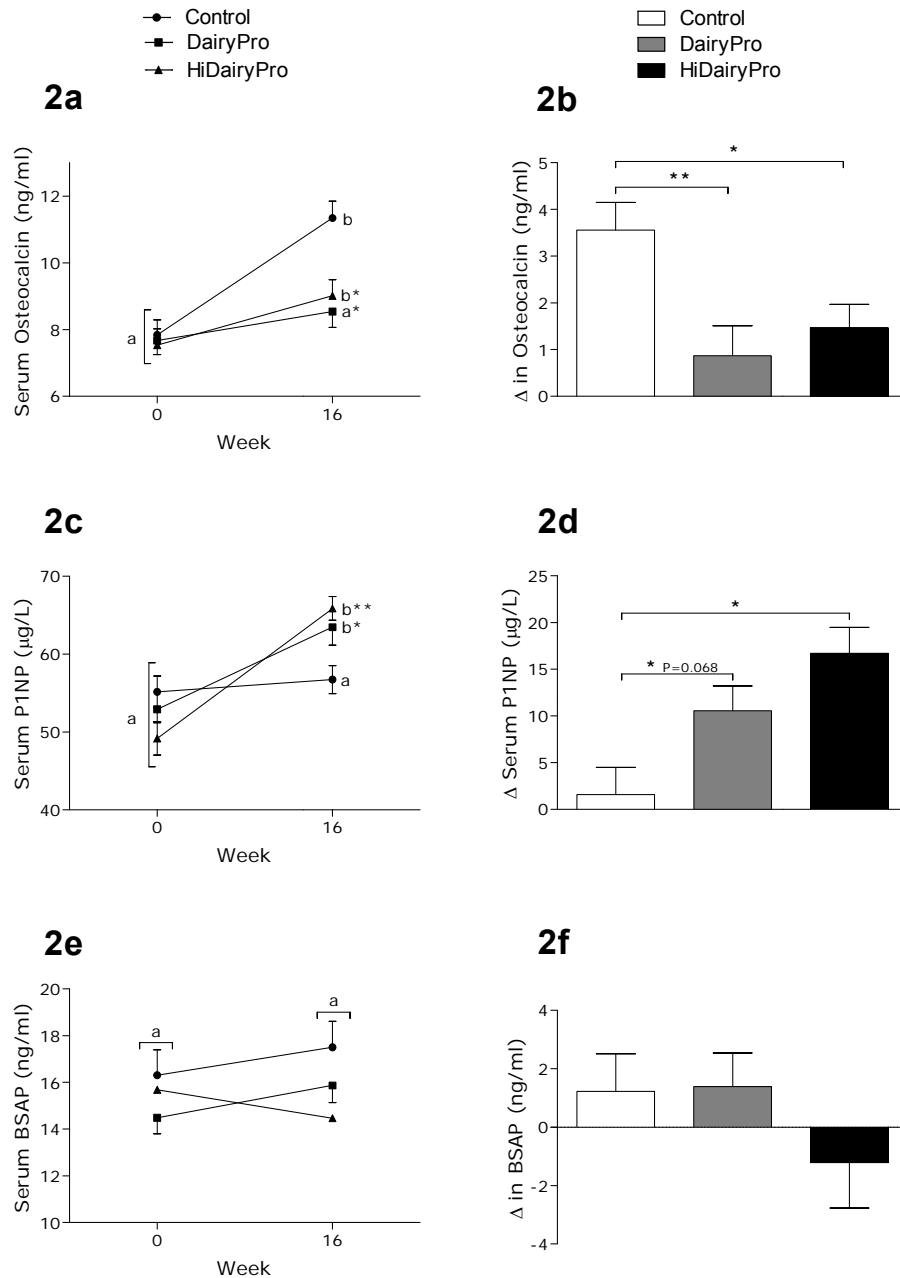 Control
DairyPro
HiDairyPro
Control
DairyPro
HiDairyPro
2a
Serum Osteocalcin (ng/ml)
12
10
8
6
a
b
b*
a*
0
16
Week
2b
Δ in Osteocalcin (ng/ml)
5
4
3
2
1
0
*
**
2c
Serum P1NP (μg/L)
70
60
50
40
a
b**
b*
a
0
16
Week
2d
Δ Serum P1NP (μg/L)
25
20
15
10
5
0
*
* P=0.068
2e
Serum BSAP (ng/ml)
20
18
16
14
12
10
a
a
0
16
Week
2f
Δ in BSAP (ng/ml)
4
2
0
-2
-4